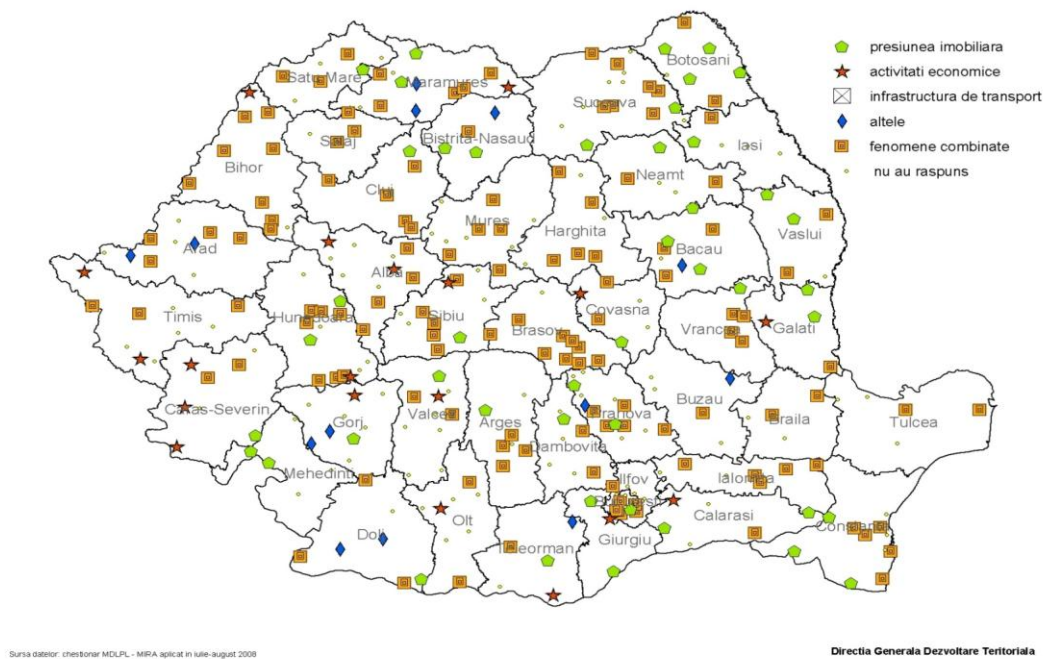 presiunea imobiliara
activitati economice
infrastructura de transport
altele
fenomene combinate
nu au raspuns
Botosani
Satu Mare
Maramures
Suceava
Iasi
Bistrita-Nasaud
Salaj
Bihor
Neamt
Cluj
Mures
Harghita
Vaslui
Bacau
Arad
Alba
Timis
Hunedoara
Sibiu
Brasov
Covasna
Vrancea
Galati
Caras-Severin
Gorj
Valcea
Arges
Prahova
Buzau
Braila
Tulcea
Dambovita
Mehedinti
Ilfov
Ialomita
Bucuresti
Olt
Calarasi
Constanta
Dolj
Teleorman
Giurgiu
Sursa datelor: chestionar MDLPL - MIRA aplicat in iulie-august 2008
Directia Generala Dezvoltare Teritoriala